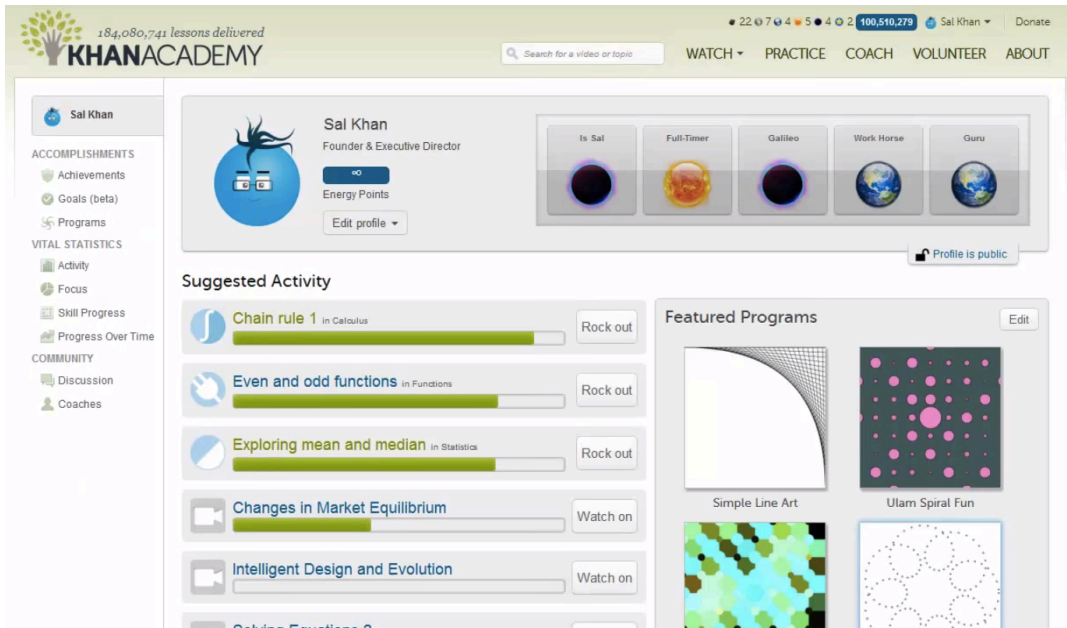 184,080,741 lessons delivered
KHANACADEMY
Search for a video or topic
22 7 4 5 4 2 100,510,279 Sal Khan Donate
WATCH PRACTICE COACH VOLUNTEER ABOUT
Sal Khan
ACCOMPLISHMENTS
Achievements
Goals (beta)
Programs
VITAL STATISTICS
Activity
Focus
Skill Progress
Progress Over Time
COMMUNITY
Discussion
Coaches
Sal Khan
Founder & Executive Director
∞
Energy Points
Edit profile
Is Sal
Full-Timer
Galileo
Work Horse
Guru
Profile is public
Suggested Activity
Chain rule 1 in Calculus
Rock out
Even and odd functions in Functions
Rock out
Exploring mean and median in Statistics
Rock out
Changes in Market Equilibrium
Watch on
Intelligent Design and Evolution
Watch on
Solving Equations 2
Featured Programs
Edit
Simple Line Art
Ulam Spiral Fun